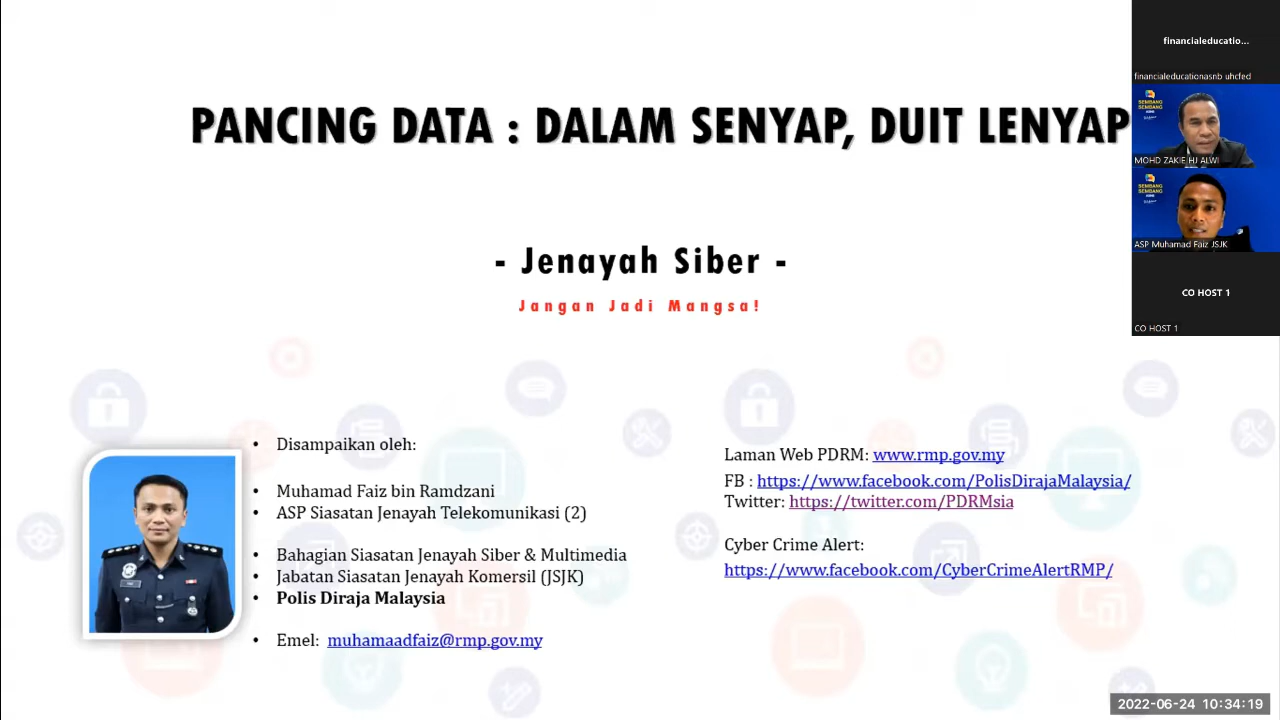 financialeducatio...
financialeducationasnb uhcfed
PANCING DATA : DALAM SENYAP, DUIT LENYAP
SEMBANG
SEMBANG
MOHD ZAKIE HJ ALWI
SEMBANG
SEMBANG
ASP Muhamad Faiz JSJK
- Jenayah Siber -
Jangan Jadi Mangsa!
CO HOST 1
CO HOST 1
• Disampaikan oleh:
• Muhamad Faiz bin Ramdzani
• ASP Siasatan Jenayah Telekomunikasi (2)
• Bahagian Siasatan Jenayah Siber & Multimedia
• Jabatan Siasatan Jenayah Komersil (JSJK)
• Polis Diraja Malaysia
• Emel: muhamaadfaiz@rmp.gov.my
Laman Web PDRM: www.rmp.gov.my
FB : https://www.facebook.com/PolisDirajaMalaysia/
Twitter: https://twitter.com/PDRMsia
Cyber Crime Alert:
https://www.facebook.com/CyberCrimeAlertRMP/
2022-06-24 10:34:19